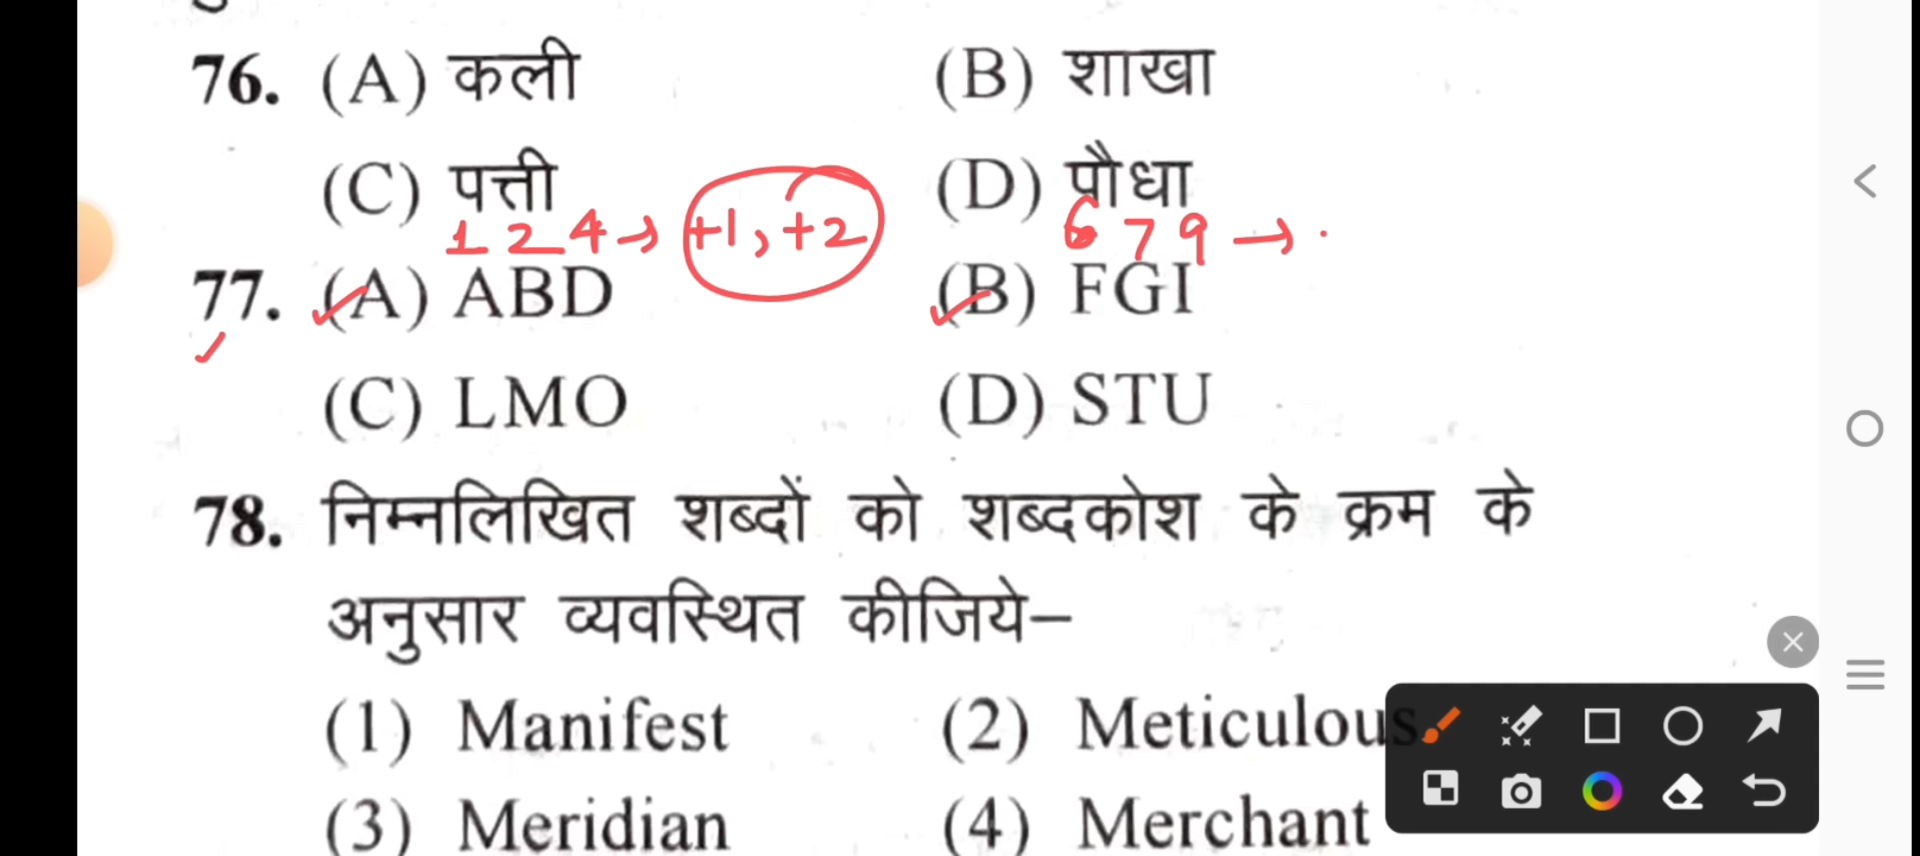 76. (A) कली (B) शाखा
(C) पत्ती (D) पौधा
1 2 4 → +1, +2 6 7 9 →
77. (A) ABD (B) FGI
(C) LMO (D) STU
78. निम्नलिखित शब्दों को शब्दकोश के क्रम के
अनुसार व्यवस्थित कीजिये–
(1) Manifest (2) Meticulous
(3) Meridian (4) Merchant